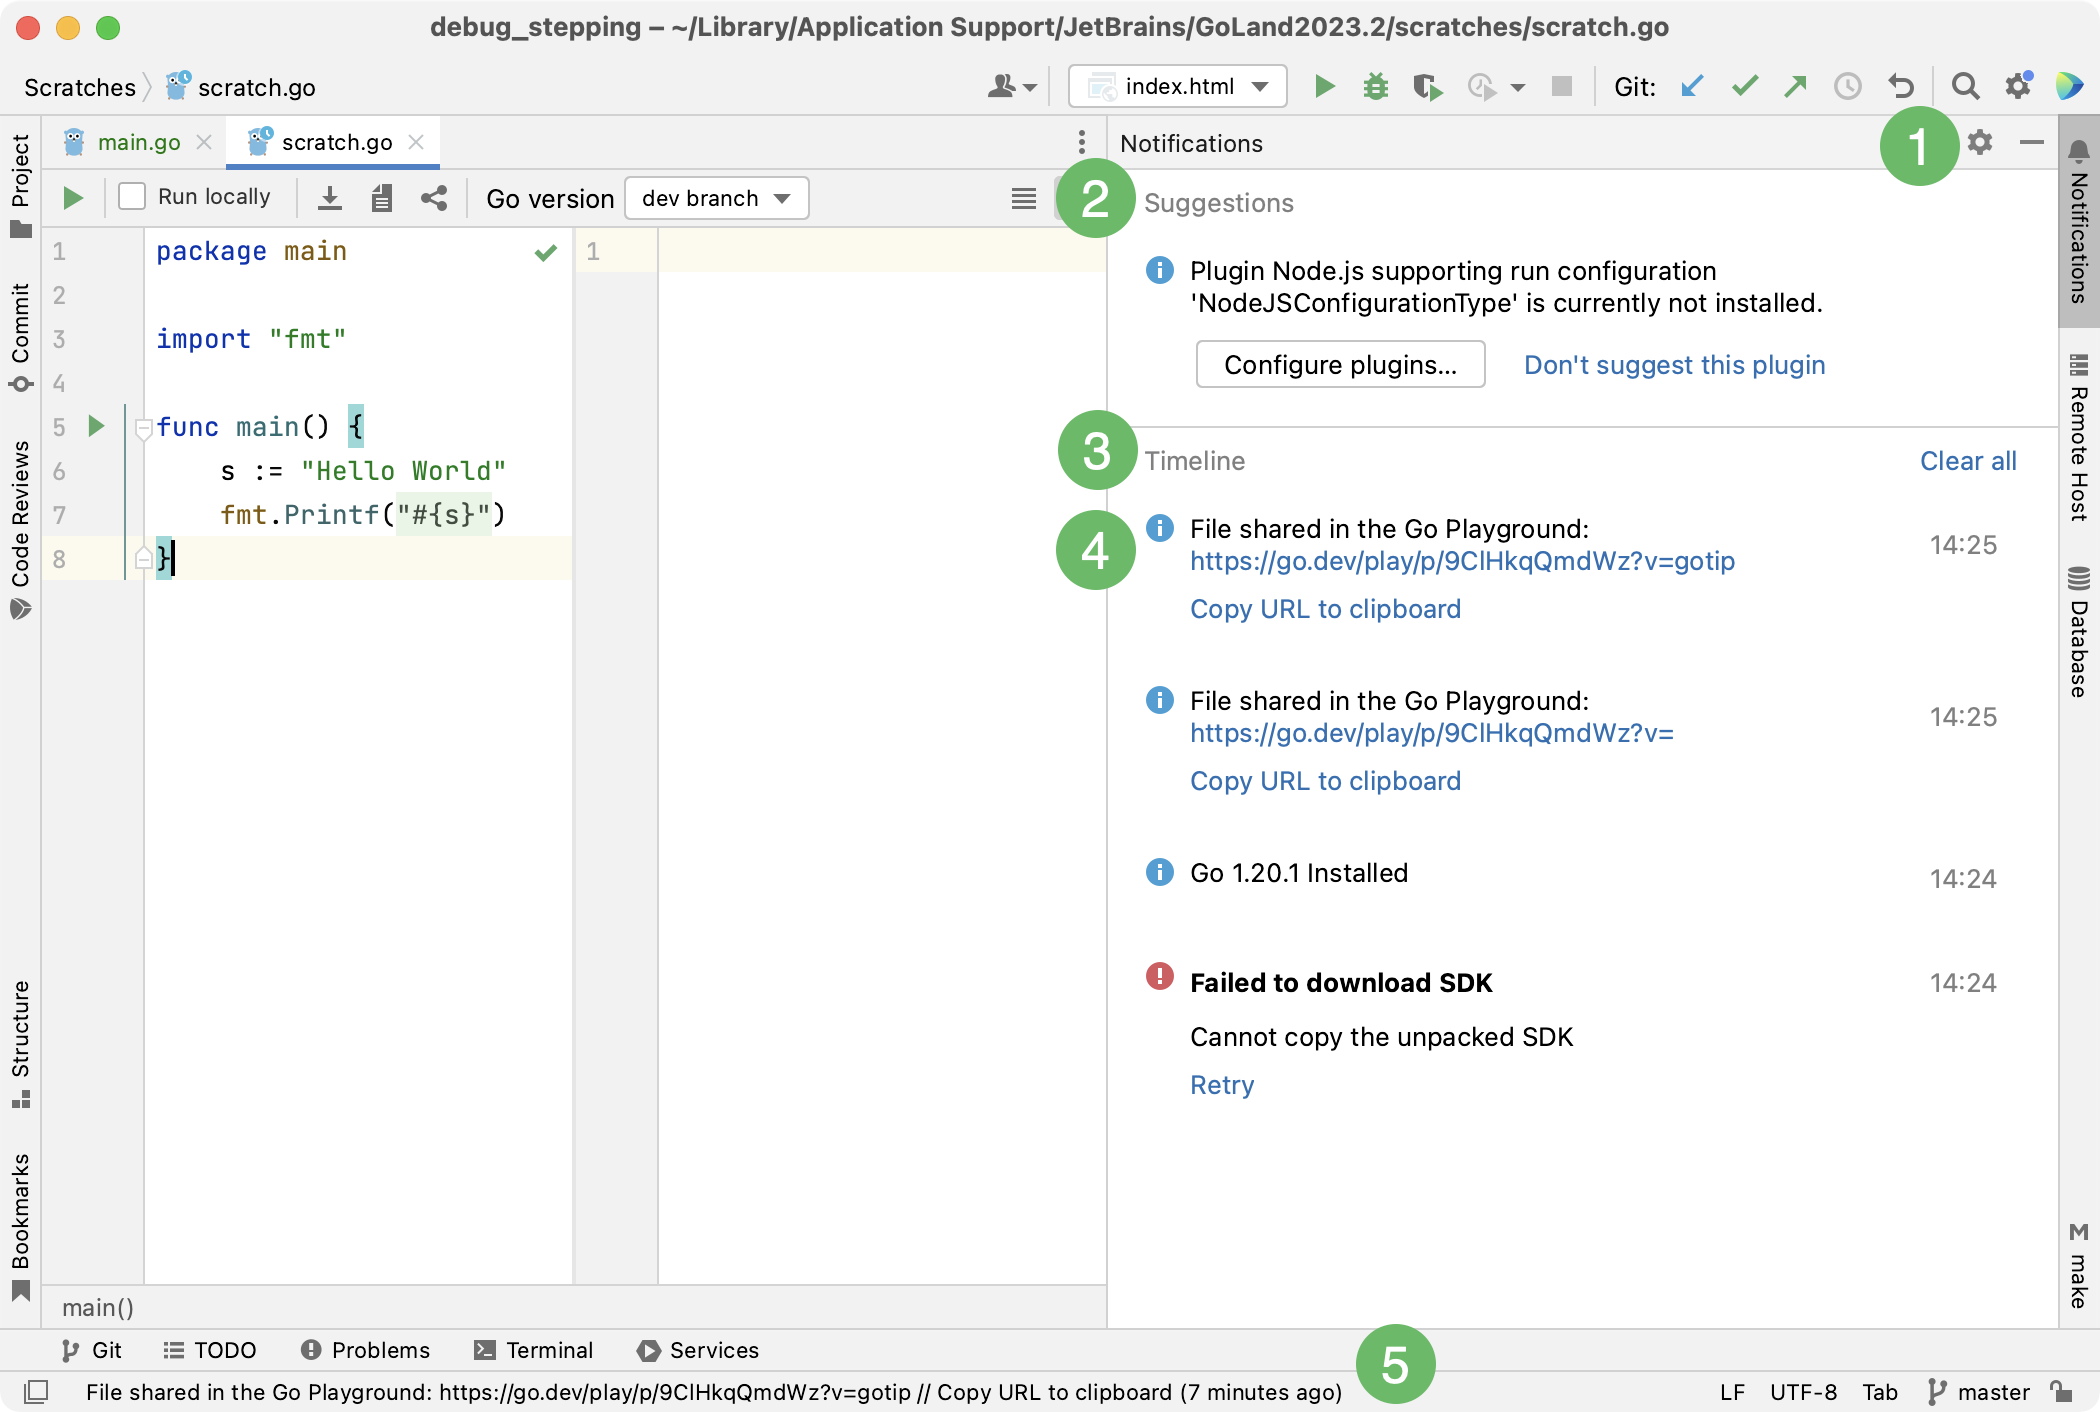 debug_stepping – ~/Library/Application Support/JetBrains/GoLand2023.2/scratches/scratch.go
Scratches scratch.go
index.html
Git:
Project
Commit
Code Reviews
Structure
Bookmarks
main.go scratch.go
Run locally
Go version dev branch
1 package main
2
3 import "fmt"
4
5 func main() {
6 s := "Hello World"
7 fmt.Printf("#{s}")
8 }
1
main()
Notifications
1
2
Suggestions
Plugin Node.js supporting run configuration
'NodeJSConfigurationType' is currently not installed.
Configure plugins... Don't suggest this plugin
3
Timeline Clear all
4
File shared in the Go Playground: 14:25
https://go.dev/play/p/9ClHkqQmdWz?v=gotip
Copy URL to clipboard
File shared in the Go Playground: 14:25
https://go.dev/play/p/9ClHkqQmdWz?v=
Copy URL to clipboard
Go 1.20.1 Installed 14:24
Failed to download SDK 14:24
Cannot copy the unpacked SDK
Retry
Notifications
Remote Host
Database
M make
Git TODO Problems Terminal Services
5
File shared in the Go Playground: https://go.dev/play/p/9ClHkqQmdWz?v=gotip // Copy URL to clipboard (7 minutes ago) LF UTF-8 Tab master